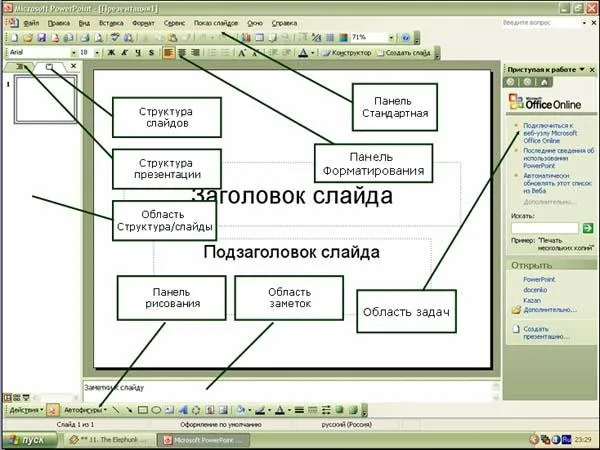 Microsoft PowerPoint - [Презентация1]
Файл Правка Вид Вставка Формат Сервис Показ слайдов Окно Справка
Введите вопрос
71%
Arial
18
Ж К Ч S
Конструктор
Создать слайд
Приступая к работе
1
Структура
слайдов
Панель
Стандартная
Структура
презентации
Панель
Форматирования
Заголовок слайда
Область
Структура/слайды
Подзаголовок слайда
Панель
рисования
Область
заметок
Область задач
Microsoft
Office Online
Подключиться к
веб-узлу Microsoft
Office Online
Последние сведения об
использовании
PowerPoint
Автоматически
обновлять этот список
из Веба
Дополнительно...
Искать:
Пример: "Печать
нескольких копий"
Открыть
PowerPoint
docenko
Kazan
Дополнительно...
Создать
презентацию...
Заметки к слайду
Действия
Автофигуры
Слайд 1 из 1
Оформление по умолчанию
русский (Россия)
пуск
11. The Elephunk ...
Microsoft PowerPoint ...
Ru
23:29